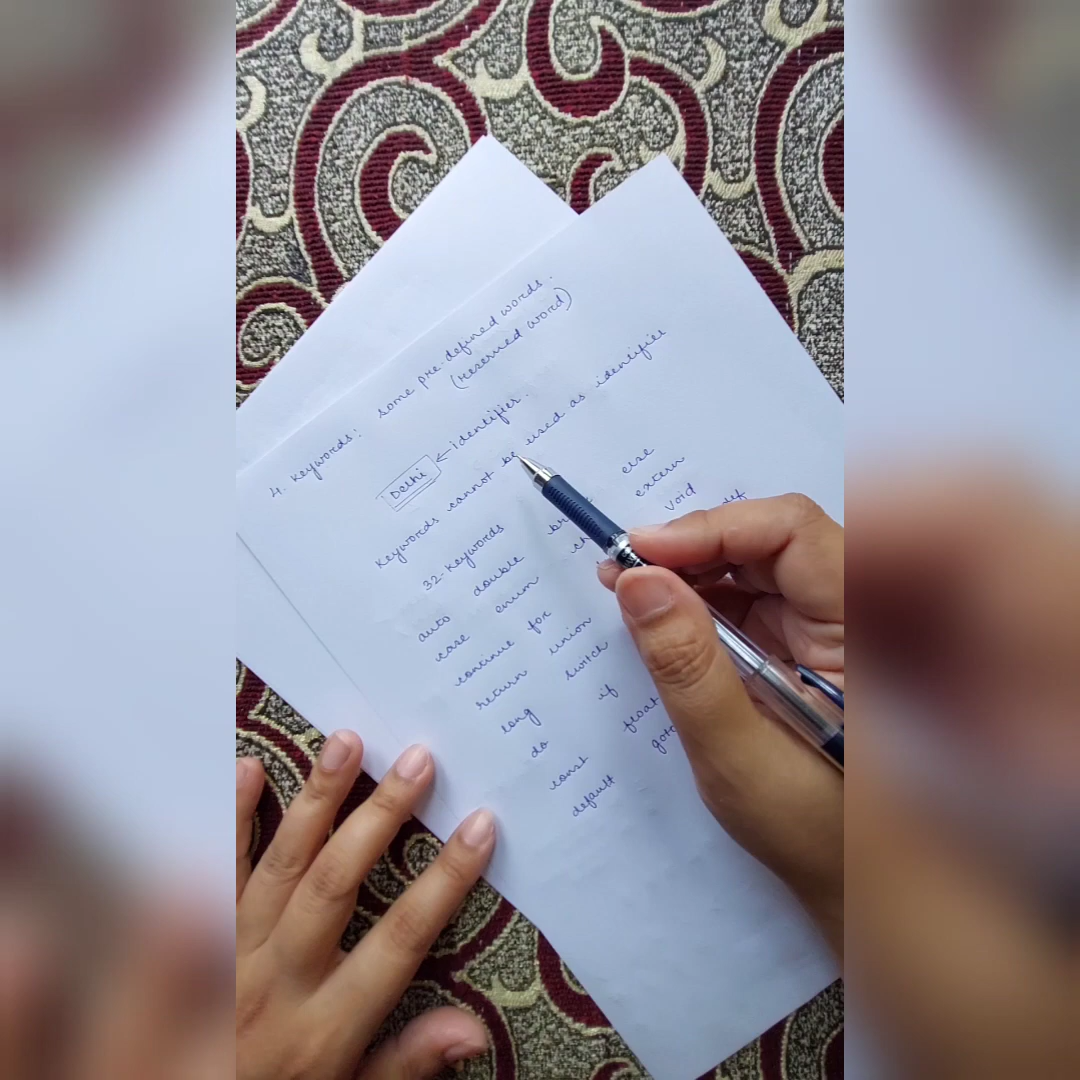 4. Keywords: some pre-defined words.
(reserved word)
Delhi ← identifier.
Keywords cannot be used as identifier
32-Keywords
auto double else
case enum extern
continue for void
return union
long switch
do if
const float
default